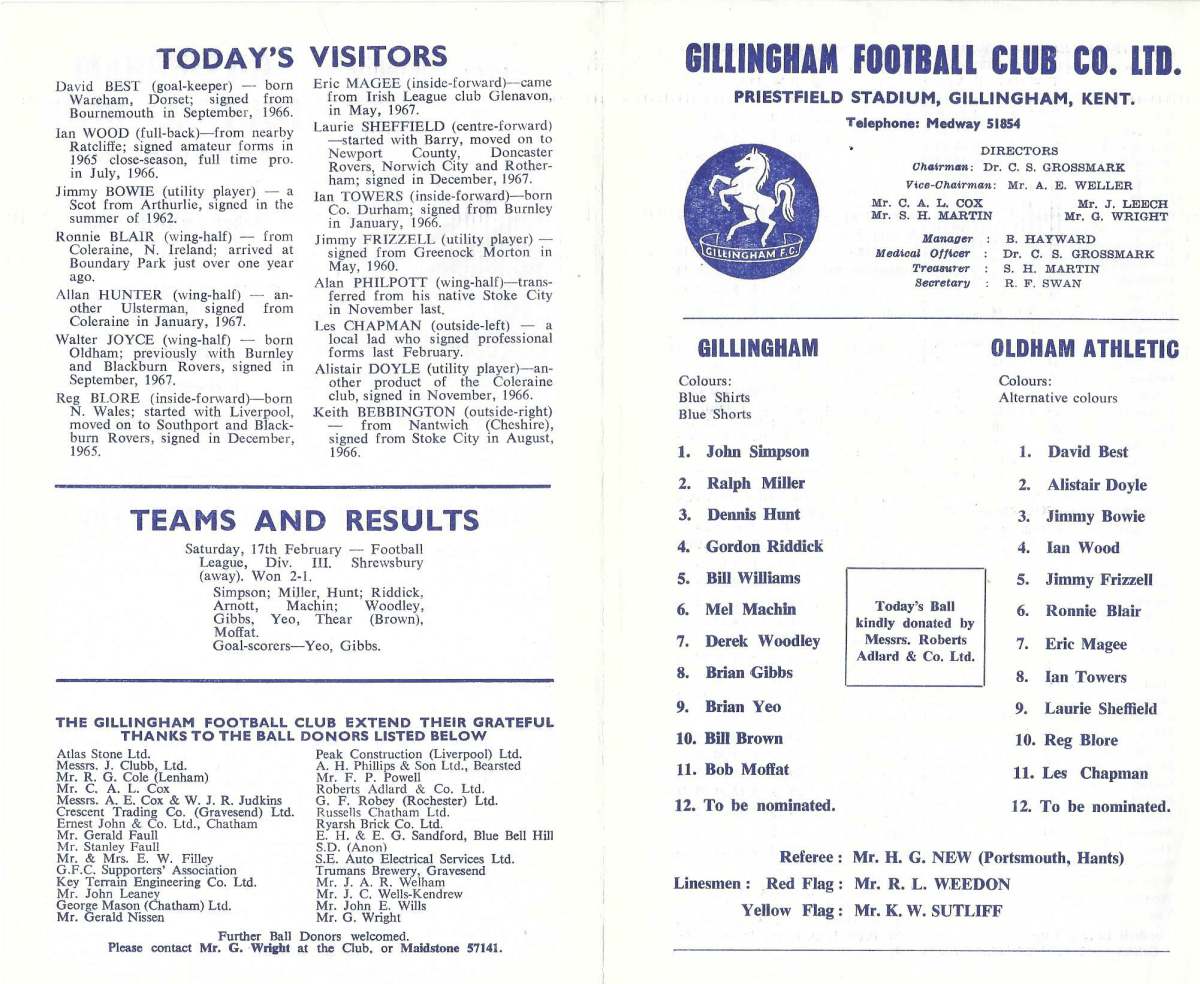 TODAY'S VISITORS
David BEST (goal-keeper) — born
Wareham, Dorset; signed from
Bournemouth in September, 1966.
Ian WOOD (full-back)—from nearby
Ratcliffe; signed amateur forms in
1965 close-season, full time pro.
in July, 1966.
Jimmy BOWIE (utility player) — a
Scot from Arthurlie, signed in the
summer of 1962.
Ronnie BLAIR (wing-half) — from
Coleraine, N. Ireland; arrived at
Boundary Park just over one year
ago.
Allan HUNTER (wing-half) — an-
other Ulsterman, signed from
Coleraine in January, 1967.
Walter JOYCE (wing-half) — born
Oldham; previously with Burnley
and Blackburn Rovers, signed in
September, 1967.
Reg BLORE (inside-forward)—born
N. Wales; started with Liverpool,
moved on to Southport and Black-
burn Rovers, signed in December,
1965.
Eric MAGEE (inside-forward)—came
from Irish League club Glenavon,
in May, 1967.
Laurie SHEFFIELD (centre-forward)
—started with Barry, moved on to
Newport County, Doncaster
Rovers, Norwich City and Rother-
ham; signed in December, 1967.
Ian TOWERS (inside-forward)—born
Co. Durham; signed from Burnley
in January, 1966.
Jimmy FRIZZELL (utility player) —
signed from Greenock Morton in
May, 1960.
Alan PHILPOTT (wing-half)—trans-
ferred from his native Stoke City
in November last.
Les CHAPMAN (outside-left) — a
local lad who signed professional
forms last February.
Alistair DOYLE (utility player)—an-
other product of the Coleraine
club, signed in November, 1966.
Keith BEBBINGTON (outside-right)
— from Nantwich (Cheshire),
signed from Stoke City in August,
1966.
TEAMS AND RESULTS
Saturday, 17th February — Football
League, Div. III. Shrewsbury
(away). Won 2-1.
Simpson; Miller, Hunt; Riddick,
Arnott, Machin; Woodley,
Gibbs, Yeo, Thear (Brown),
Moffat.
Goal-scorers—Yeo, Gibbs.
THE GILLINGHAM FOOTBALL CLUB EXTEND THEIR GRATEFUL
THANKS TO THE BALL DONORS LISTED BELOW
Atlas Stone Ltd.
Messrs. J. Clubb, Ltd.
Mr. R. G. Cole (Lenham)
Mr. C. A. L. Cox
Messrs. A. E. Cox & W. J. R. Judkins
Crescent Trading Co. (Gravesend) Ltd.
Ernest John & Co. Ltd., Chatham
Mr. Gerald Faull
Mr. Stanley Faull
Mr. & Mrs. E. W. Filley
G.F.C. Supporters' Association
Key Terrain Engineering Co. Ltd.
Mr. John Leaney
George Mason (Chatham) Ltd.
Mr. Gerald Nissen
Peak Construction (Liverpool) Ltd.
A. H. Phillips & Son Ltd., Bearsted
Mr. F. P. Powell
Roberts Adlard & Co. Ltd.
G. F. Robey (Rochester) Ltd.
Russells Chatham Ltd.
Ryarsh Brick Co. Ltd.
E. H. & E. G. Sandford, Blue Bell Hill
S.D. (Anon)
S.E. Auto Electrical Services Ltd.
Trumans Brewery, Gravesend
Mr. J. A. R. Welham
Mr. J. C. Wells-Kendrew
Mr. John E. Wills
Mr. G. Wright
Further Ball Donors welcomed.
Please contact Mr. G. Wright at the Club, or Maidstone 57141.
GILLINGHAM FOOTBALL CLUB CO. LTD.
PRIESTFIELD STADIUM, GILLINGHAM, KENT.
Telephone: Medway 51854
GILLINGHAM F.C.
DIRECTORS
Chairman: Dr. C. S. GROSSMARK
Vice-Chairman: Mr. A. E. WELLER
Mr. C. A. L. COX Mr. J. LEECH
Mr. S. H. MARTIN Mr. G. WRIGHT
Manager : B. HAYWARD
Medical Officer : Dr. C. S. GROSSMARK
Treasurer : S. H. MARTIN
Secretary : R. F. SWAN
GILLINGHAM
Colours:
Blue Shirts
Blue Shorts
1. John Simpson
2. Ralph Miller
3. Dennis Hunt
4. Gordon Riddick
5. Bill Williams
6. Mel Machin
7. Derek Woodley
8. Brian Gibbs
9. Brian Yeo
10. Bill Brown
11. Bob Moffat
12. To be nominated.
Today's Ball
kindly donated by
Messrs. Roberts
Adlard & Co. Ltd.
OLDHAM ATHLETIC
Colours:
Alternative colours
1. David Best
2. Alistair Doyle
3. Jimmy Bowie
4. Ian Wood
5. Jimmy Frizzell
6. Ronnie Blair
7. Eric Magee
8. Ian Towers
9. Laurie Sheffield
10. Reg Blore
11. Les Chapman
12. To be nominated.
Referee: Mr. H. G. NEW (Portsmouth, Hants)
Linesmen: Red Flag: Mr. R. L. WEEDON
Yellow Flag: Mr. K. W. SUTLIFF